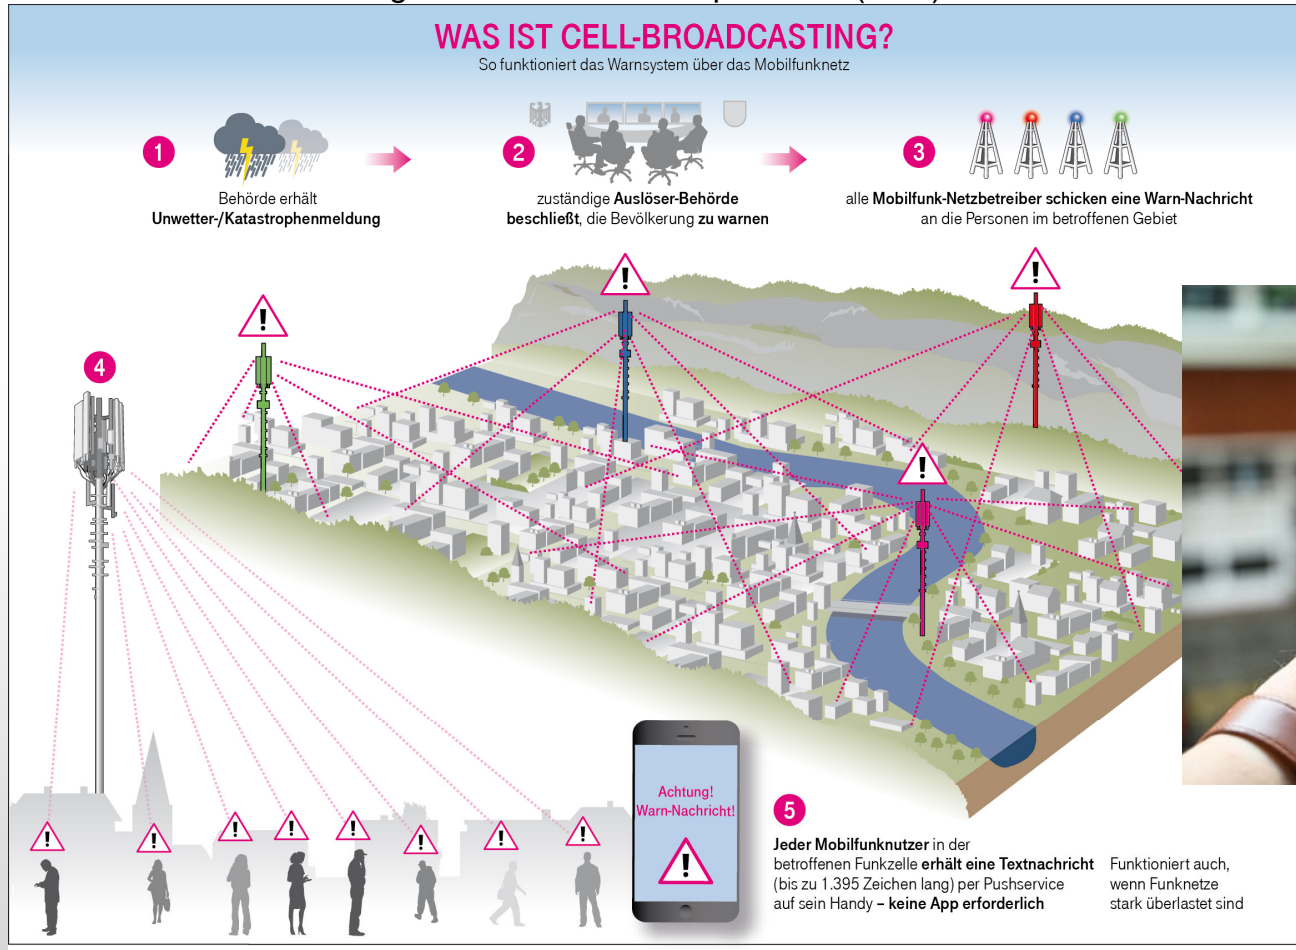 WAS IST CELL-BROADCASTING?
So funktioniert das Warnsystem über das Mobilfunknetz
1
Behörde erhält
Unwetter-/Katastrophenmeldung
2
zuständige Auslöser-Behörde
beschließt, die Bevölkerung zu warnen
3
alle Mobilfunk-Netzbetreiber schicken eine Warn-Nachricht
an die Personen im betroffenen Gebiet
!
!
!
!
4
!
!
!
!
!
!
!
!
Achtung!
Warn-Nachricht!
!
5
Jeder Mobilfunknutzer in der
betroffenen Funkzelle erhält eine Textnachricht
(bis zu 1.395 Zeichen lang) per Pushservice
auf sein Handy – keine App erforderlich
Funktioniert auch,
wenn Funknetze
stark überlastet sind